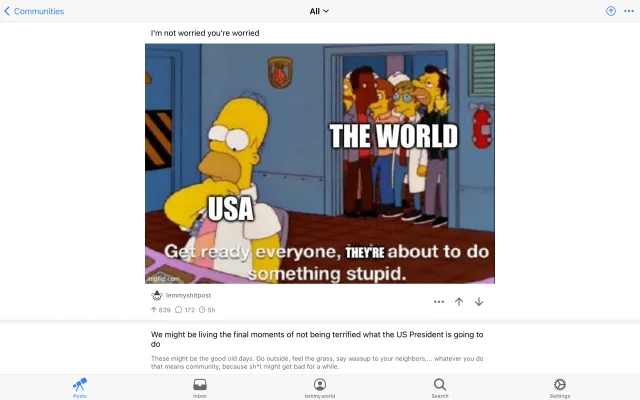 Communities
All
I'm not worried you're worried
THE WORLD
USA
Get ready everyone, THEY'RE about to do
something stupid.
imgflip.com
lemmyshitpost
839 172 5h
We might be living the final moments of not being terrified what the US President is going to
do
These might be the good old days. Go outside, feel the grass, say wassup to your neighbors,... whatever you do
that means community, because sh*t might get bad for a while.
Posts Inbox lemmy.world Search Settings